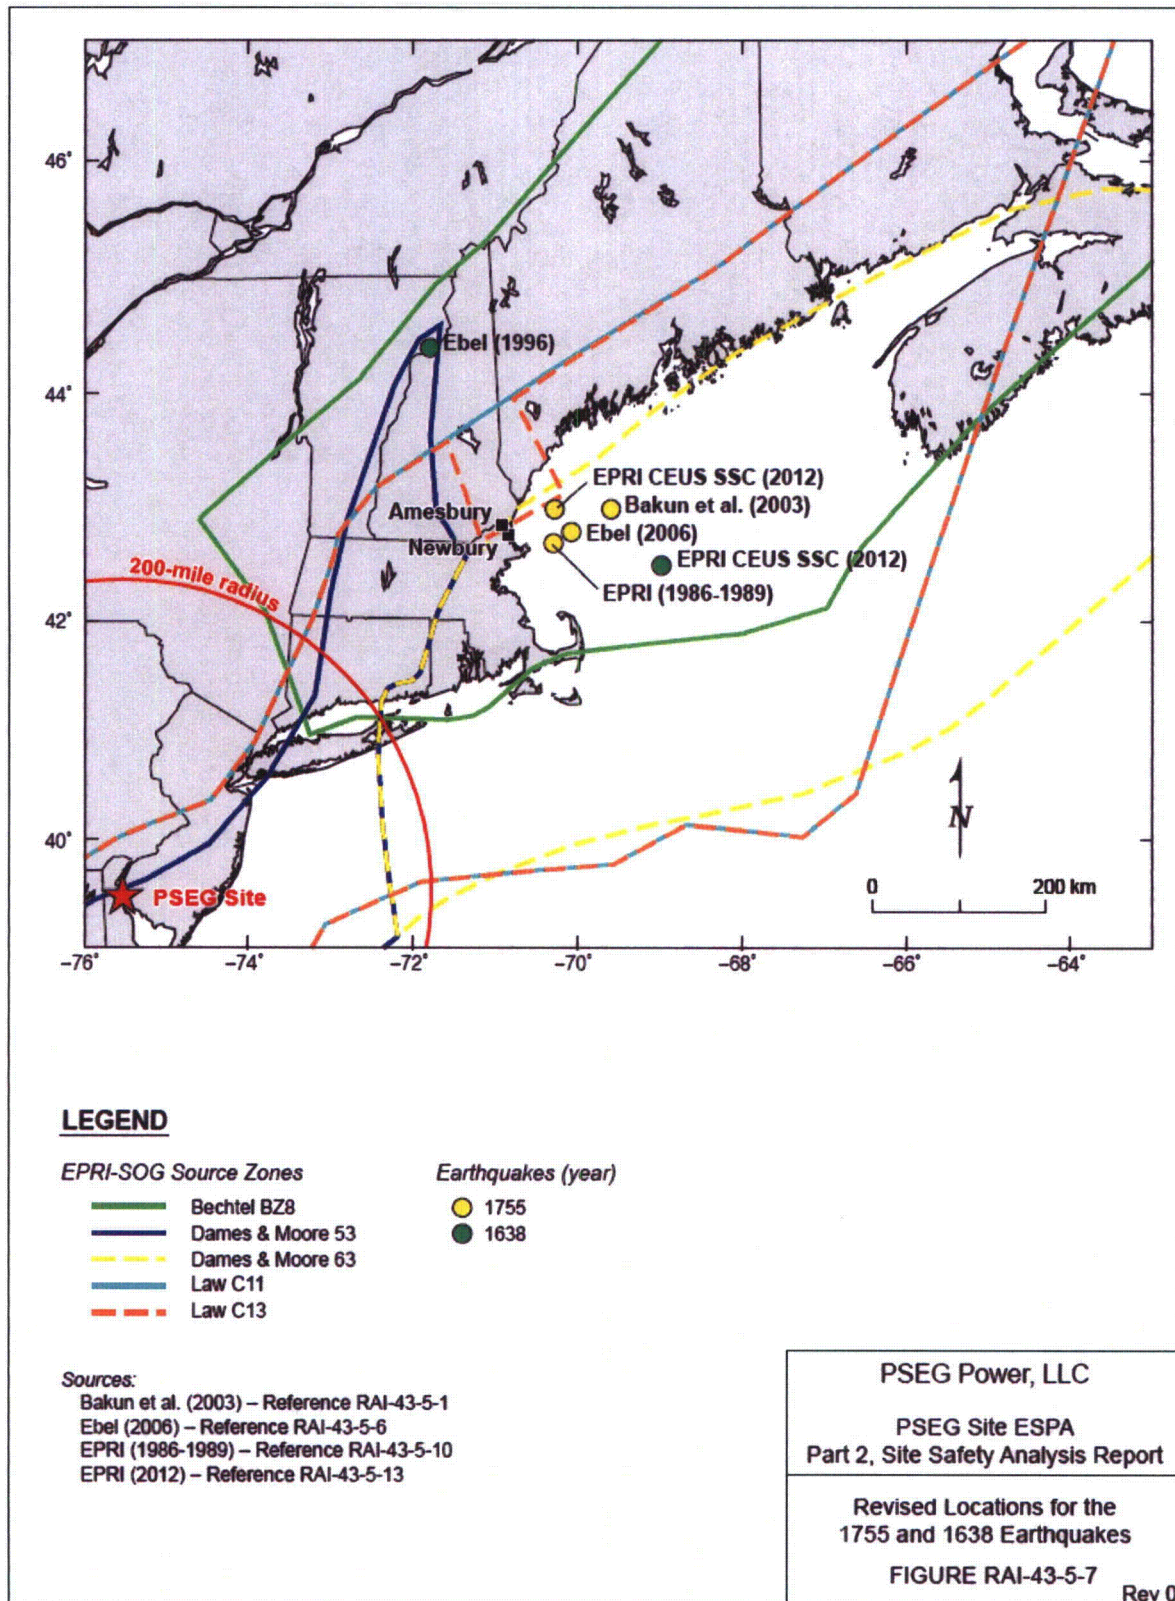 46°
44°
42°
40°
−76°
−74°
−72°
−70°
−68°
−66°
−64°
Ebel (1996)
EPRI CEUS SSC (2012)
Amesbury
Bakun et al. (2003)
Ebel (2006)
Newbury
EPRI CEUS SSC (2012)
EPRI (1986-1989)
200-mile radius
N
0 200 km
PSEG Site
LEGEND
EPRI-SOG Source Zones
Bechtel BZ8
Dames & Moore 53
Dames & Moore 63
Law C11
Law C13
Earthquakes (year)
1755
1638
Sources:
Bakun et al. (2003) – Reference RAI-43-5-1
Ebel (2006) – Reference RAI-43-5-6
EPRI (1986-1989) – Reference RAI-43-5-10
EPRI (2012) – Reference RAI-43-5-13
PSEG Power, LLC
PSEG Site ESPA
Part 2, Site Safety Analysis Report
Revised Locations for the
1755 and 1638 Earthquakes
FIGURE RAI-43-5-7
Rev 0